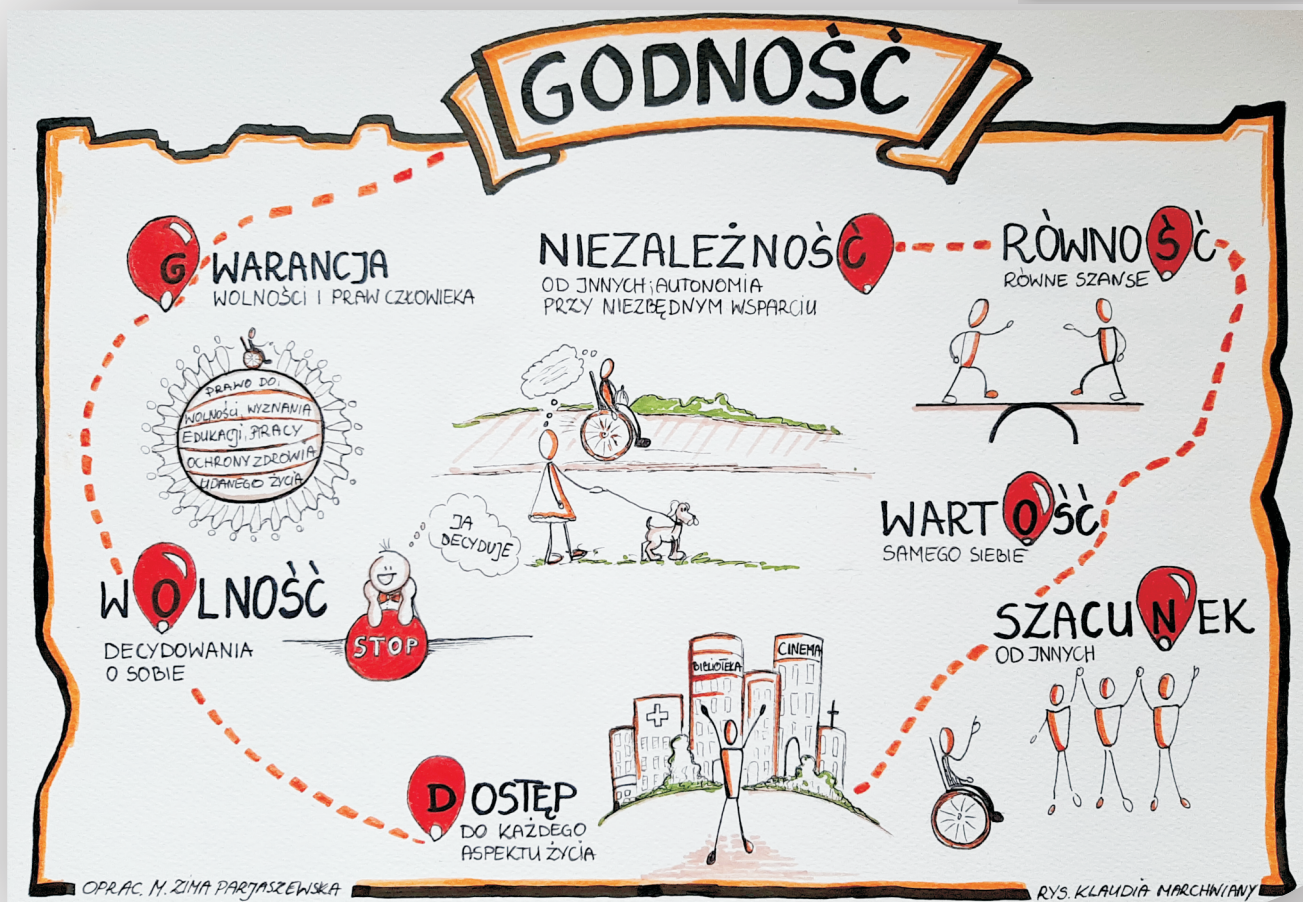 GODNOŚĆ
GWARANCJA
WOLNOŚCI I PRAW CZŁOWIEKA
PRAWO DO:
WOLNOŚCI, WYZNANIA
EDUKACJI, PRACY
OCHRONY ZDROWIA
UDANEGO ŻYCIA
WOLNOŚĆ
DECYDOWANIA
O SOBIE
JA
DECYDUJE
STOP
DOSTĘP
DO KAŻDEGO
ASPEKTU ŻYCIA
BIBLIOTEKA
CINEMA
SZACUNEK
OD INNYCH
WARTOŚĆ
SAMEGO SIEBIE
RÓWNOŚĆ
RÓWNE SZANSE
NIEZALEŻNOŚĆ
OD INNYCH i AUTONOMIA
PRZY NIEZBĘDNYM WSPARCIU
OPRAC. M. ZIMA PARJASZEWSKA
RYS. KLAUDIA MARCHWIANY